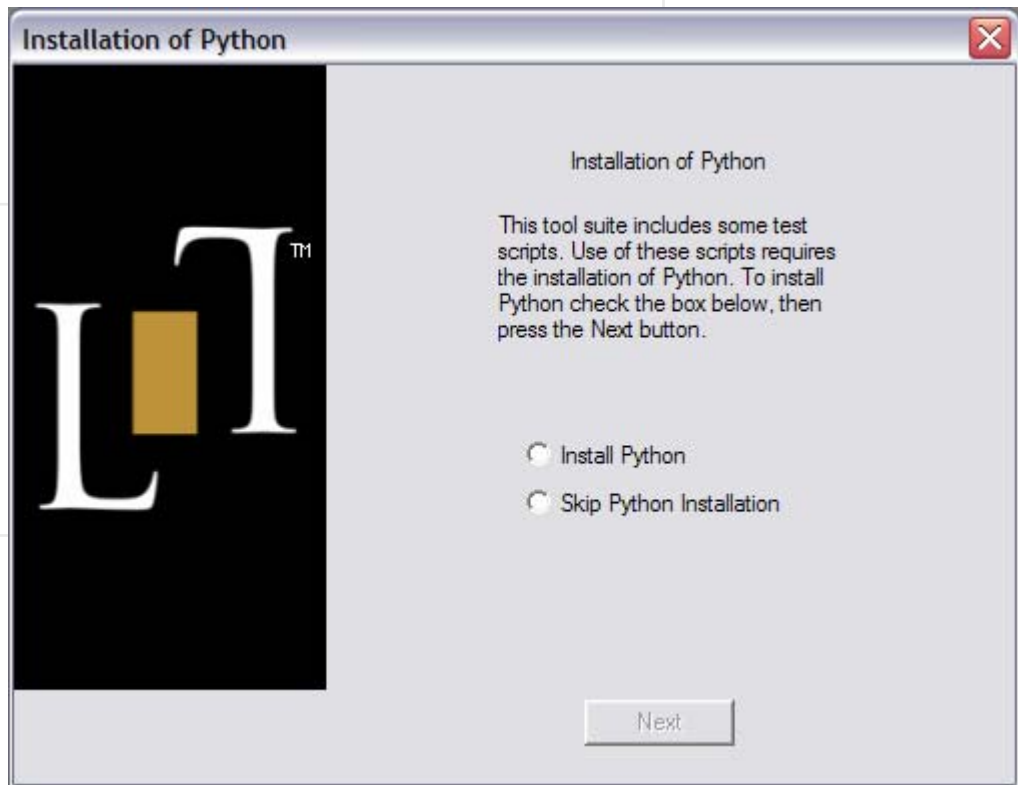 Installation of Python
Installation of Python
This tool suite includes some test
scripts. Use of these scripts requires
the installation of Python. To install
Python check the box below, then
press the Next button.
LT
TM
Install Python
Skip Python Installation
Next